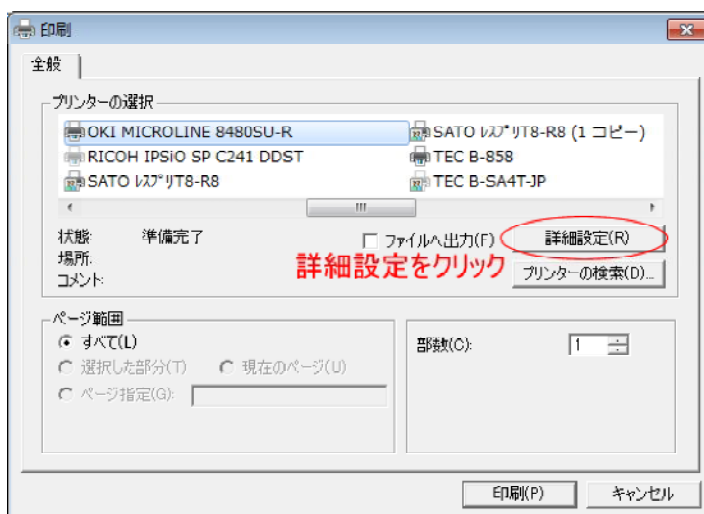 印刷
全般
プリンターの選択
OKI MICROLINE 8480SU-R
SATO ﾚｽﾌﾟﾘT8-R8 (1 コピー)
RICOH IPSiO SP C241 DDST
TEC B-858
SATO ﾚｽﾌﾟﾘT8-R8
TEC B-SA4T-JP
状態: 準備完了
ファイルへ出力(F)
詳細設定(R)
場所:
詳細設定をクリック
コメント:
プリンターの検索(D)...
ページ範囲
すべて(L)
部数(C): 1
選択した部分(T) 現在のページ(U)
ページ指定(G):
印刷(P) キャンセル